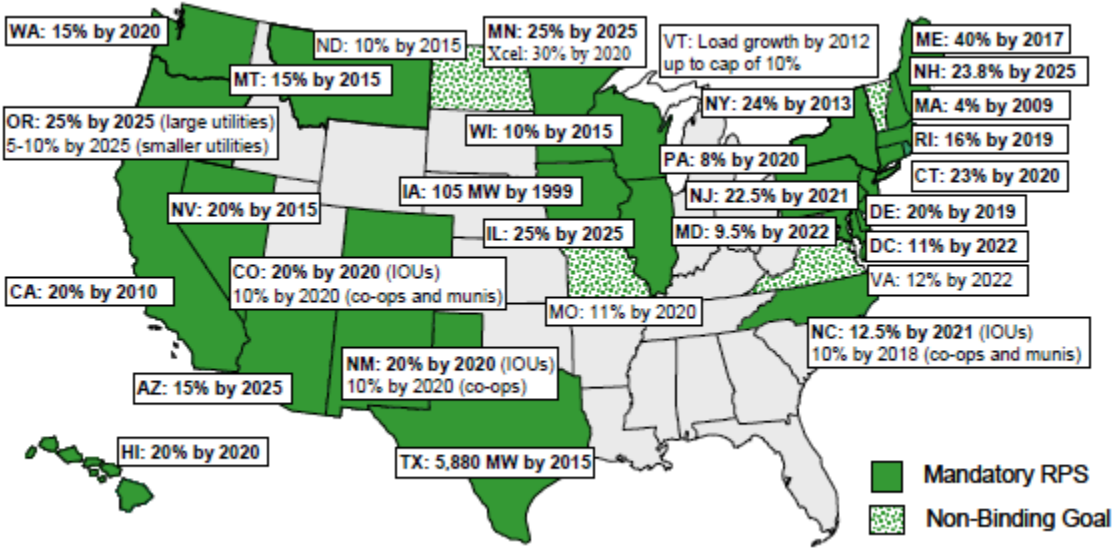 WA: 15% by 2020
ND: 10% by 2015
MN: 25% by 2025
Xcel: 30% by 2020
VT: Load growth by 2012
up to cap of 10%
ME: 40% by 2017
MT: 15% by 2015
NH: 23.8% by 2025
NY: 24% by 2013
MA: 4% by 2009
OR: 25% by 2025 (large utilities)
5-10% by 2025 (smaller utilities)
WI: 10% by 2015
RI: 16% by 2019
PA: 8% by 2020
CT: 23% by 2020
IA: 105 MW by 1999
NJ: 22.5% by 2021
NV: 20% by 2015
DE: 20% by 2019
IL: 25% by 2025
MD: 9.5% by 2022
DC: 11% by 2022
CO: 20% by 2020 (IOUs)
10% by 2020 (co-ops and munis)
VA: 12% by 2022
CA: 20% by 2010
MO: 11% by 2020
NC: 12.5% by 2021 (IOUs)
10% by 2018 (co-ops and munis)
NM: 20% by 2020 (IOUs)
10% by 2020 (co-ops)
AZ: 15% by 2025
HI: 20% by 2020
TX: 5,880 MW by 2015
Mandatory RPS
Non-Binding Goal